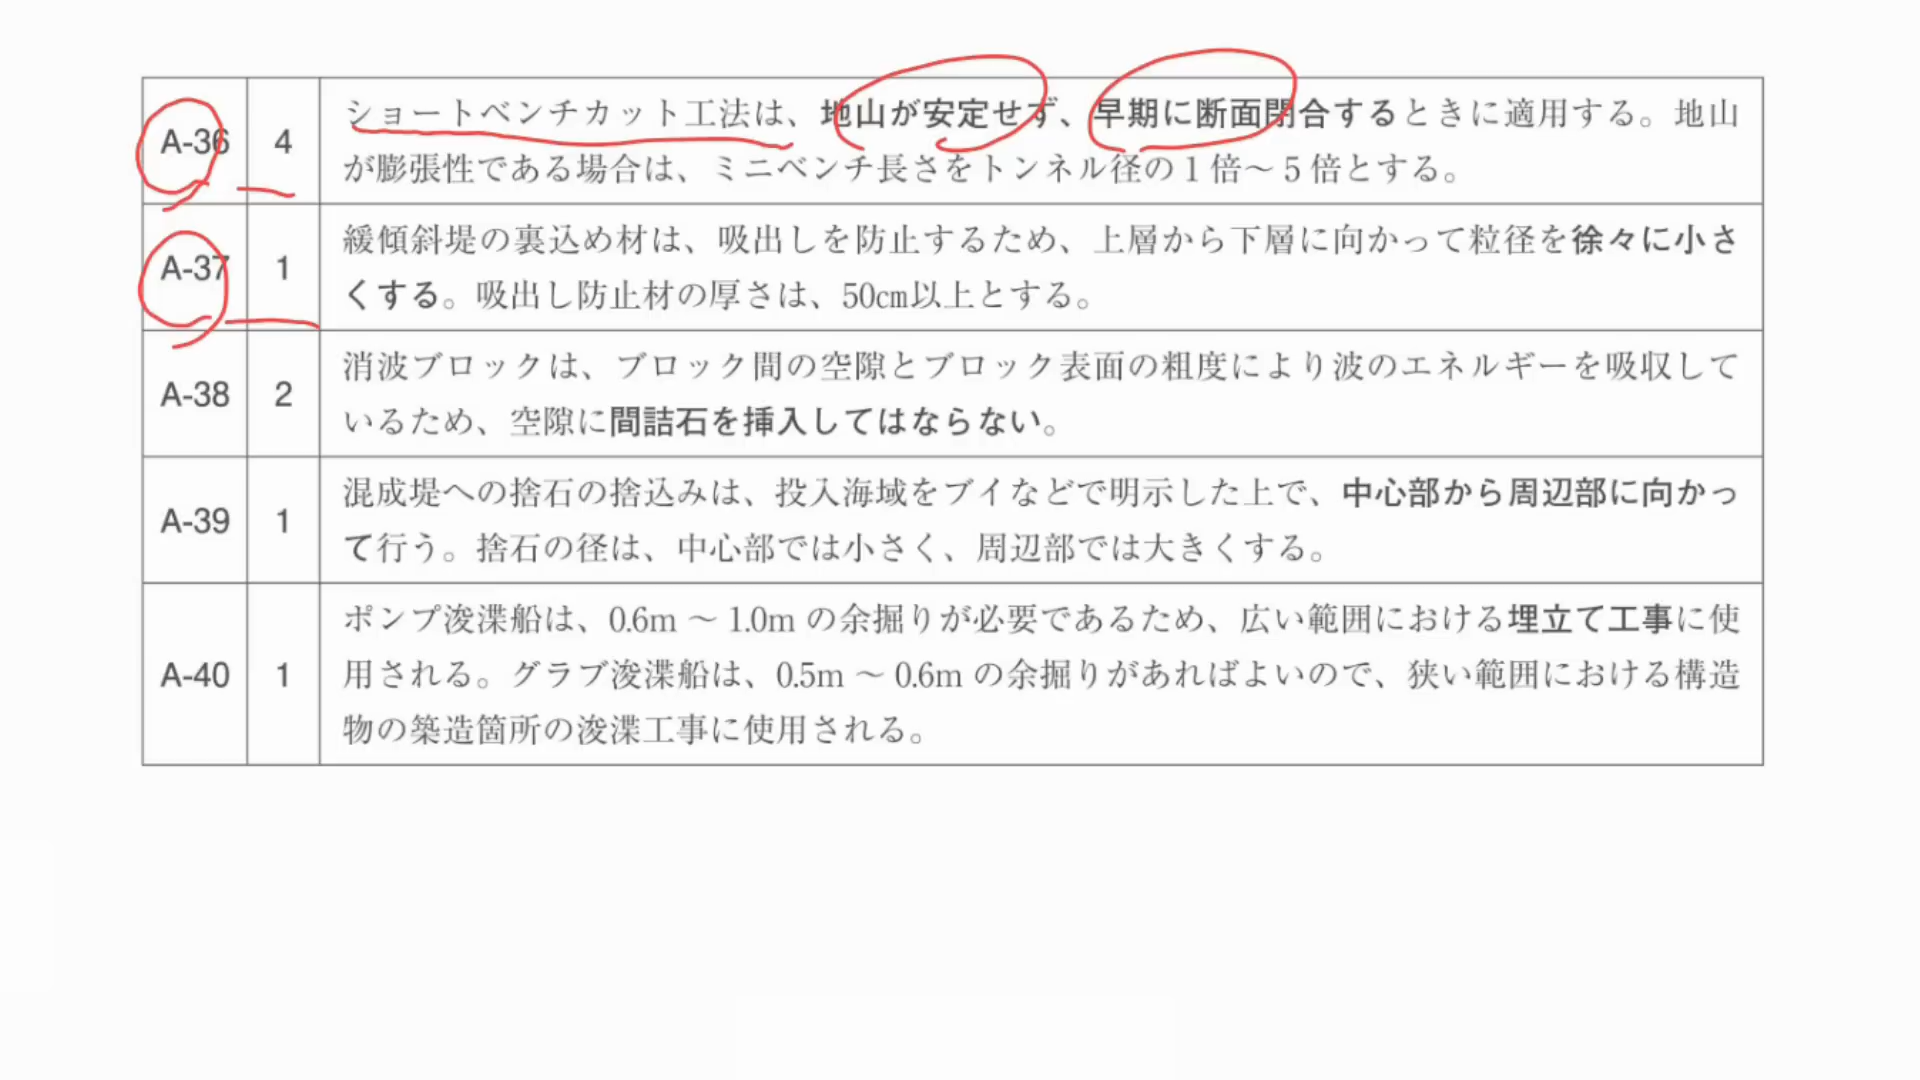 A-36 4 ショートベンチカット工法は、地山が安定せず、早期に断面閉合するときに適用する。地山
が膨張性である場合は、ミニベンチ長さをトンネル径の1倍〜5倍とする。
A-37 1 緩傾斜堤の裏込め材は、吸出しを防止するため、上層から下層に向かって粒径を徐々に小さ
くする。吸出し防止材の厚さは、50㎝以上とする。
A-38 2 消波ブロックは、ブロック間の空隙とブロック表面の粗度により波のエネルギーを吸収して
いるため、空隙に間詰石を挿入してはならない。
A-39 1 混成堤への捨石の捨込みは、投入海域をブイなどで明示した上で、中心部から周辺部に向かっ
て行う。捨石の径は、中心部では小さく、周辺部では大きくする。
A-40 1 ポンプ浚渫船は、0.6m 〜 1.0m の余掘りが必要であるため、広い範囲における埋立て工事に使
用される。グラブ浚渫船は、0.5m 〜 0.6m の余掘りがあればよいので、狭い範囲における構造
物の築造箇所の浚渫工事に使用される。